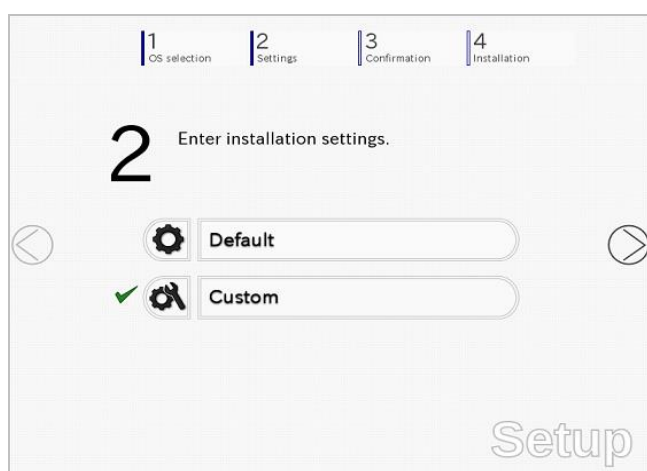 1
OS selection
2
Settings
3
Confirmation
4
Installation
2
Enter installation settings.
Default
Custom
Setup